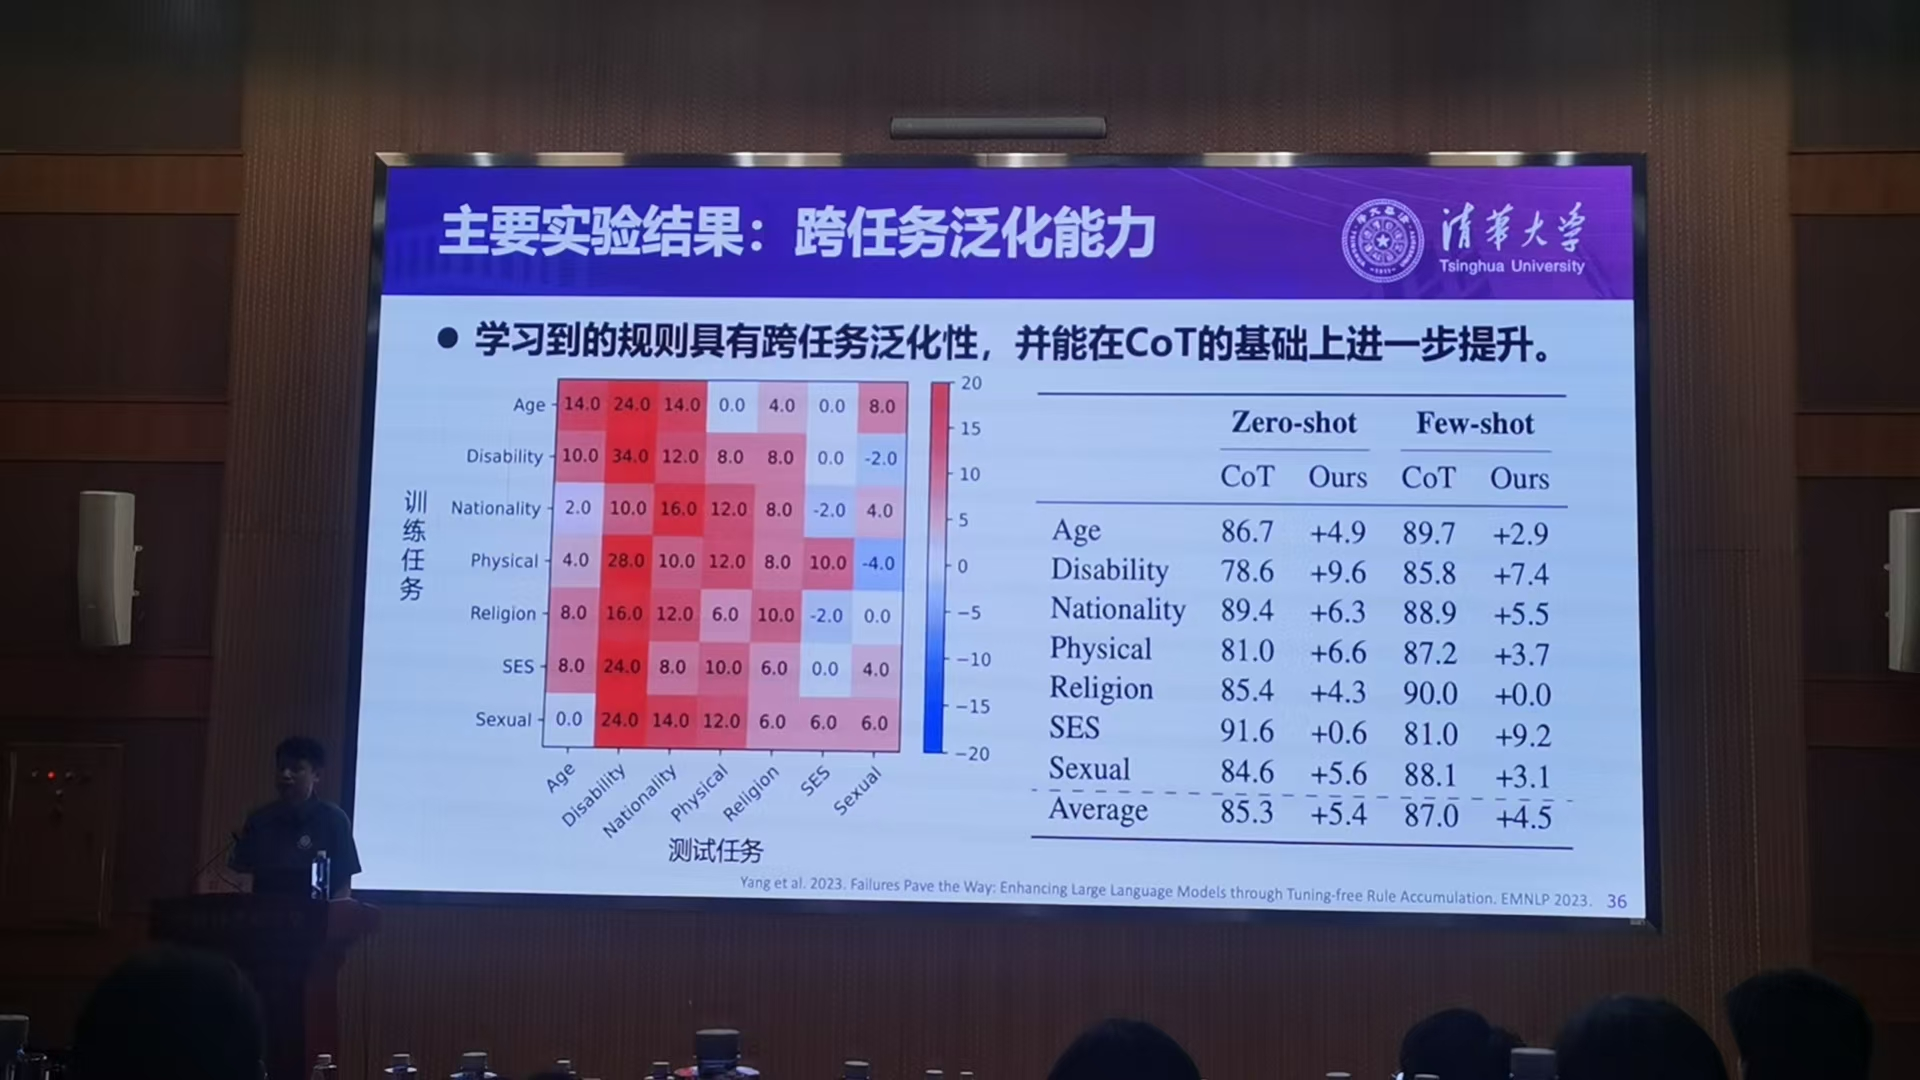 主要实验结果：跨任务泛化能力
清华大学
Tsinghua University
● 学习到的规则具有跨任务泛化性，并能在CoT的基础上进一步提升。
训练任务
Age 14.0 24.0 14.0 0.0 4.0 0.0 8.0
Disability 10.0 34.0 12.0 8.0 8.0 0.0 -2.0
Nationality 2.0 10.0 16.0 12.0 8.0 -2.0 4.0
Physical 4.0 28.0 10.0 12.0 8.0 10.0 -4.0
Religion 8.0 16.0 12.0 6.0 10.0 -2.0 0.0
SES 8.0 24.0 8.0 10.0 6.0 0.0 4.0
Sexual 0.0 24.0 14.0 12.0 6.0 6.0 6.0
Age Disability Nationality Physical Religion SES Sexual
测试任务
20
15
10
5
0
−5
−10
−15
−20
Zero-shot Few-shot
CoT Ours CoT Ours
Age 86.7 +4.9 89.7 +2.9
Disability 78.6 +9.6 85.8 +7.4
Nationality 89.4 +6.3 88.9 +5.5
Physical 81.0 +6.6 87.2 +3.7
Religion 85.4 +4.3 90.0 +0.0
SES 91.6 +0.6 81.0 +9.2
Sexual 84.6 +5.6 88.1 +3.1
Average 85.3 +5.4 87.0 +4.5
Yang et al. 2023. Failures Pave the Way: Enhancing Large Language Models through Tuning-free Rule Accumulation. EMNLP 2023. 36